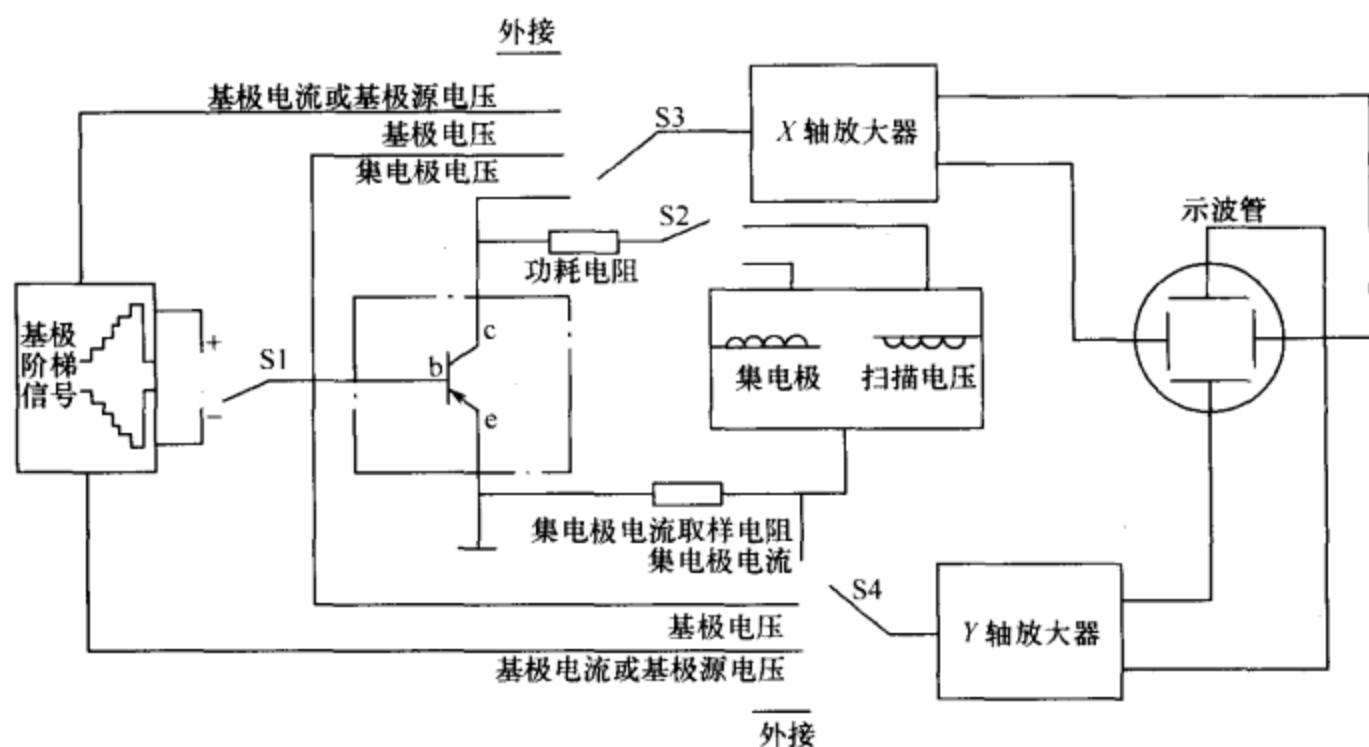 外接
基极电流或基极源电压
S3
X 轴放大器
基极电压
集电极电压
S2
示波管
功耗电阻
基极
阶梯
信号
+
−
S1
c
b
e
集电极
扫描电压
集电极电流取样电阻
集电极电流
S4
Y 轴放大器
基极电压
基极电流或基极源电压
外接